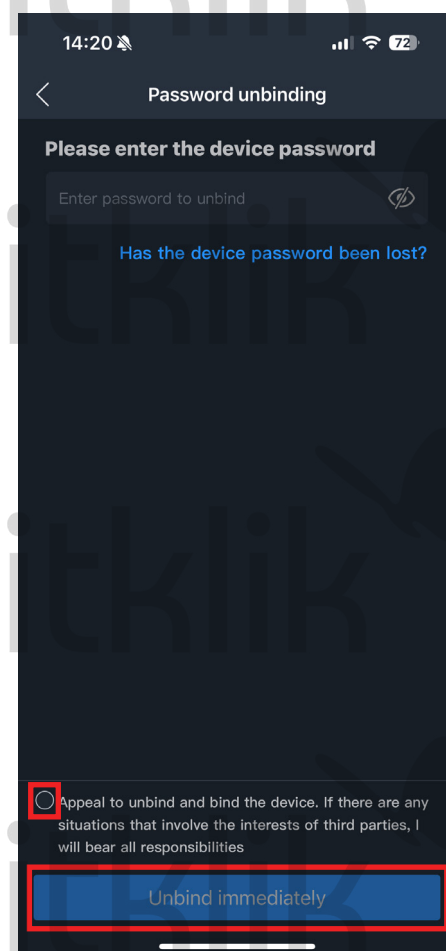 14:20
72
Password unbinding
Please enter the device password
Enter password to unbind
Has the device password been lost?
itklik
itklik
Appeal to unbind and bind the device. If there are any
situations that involve the interests of third parties, I
will bear all responsibilities
Unbind immediately